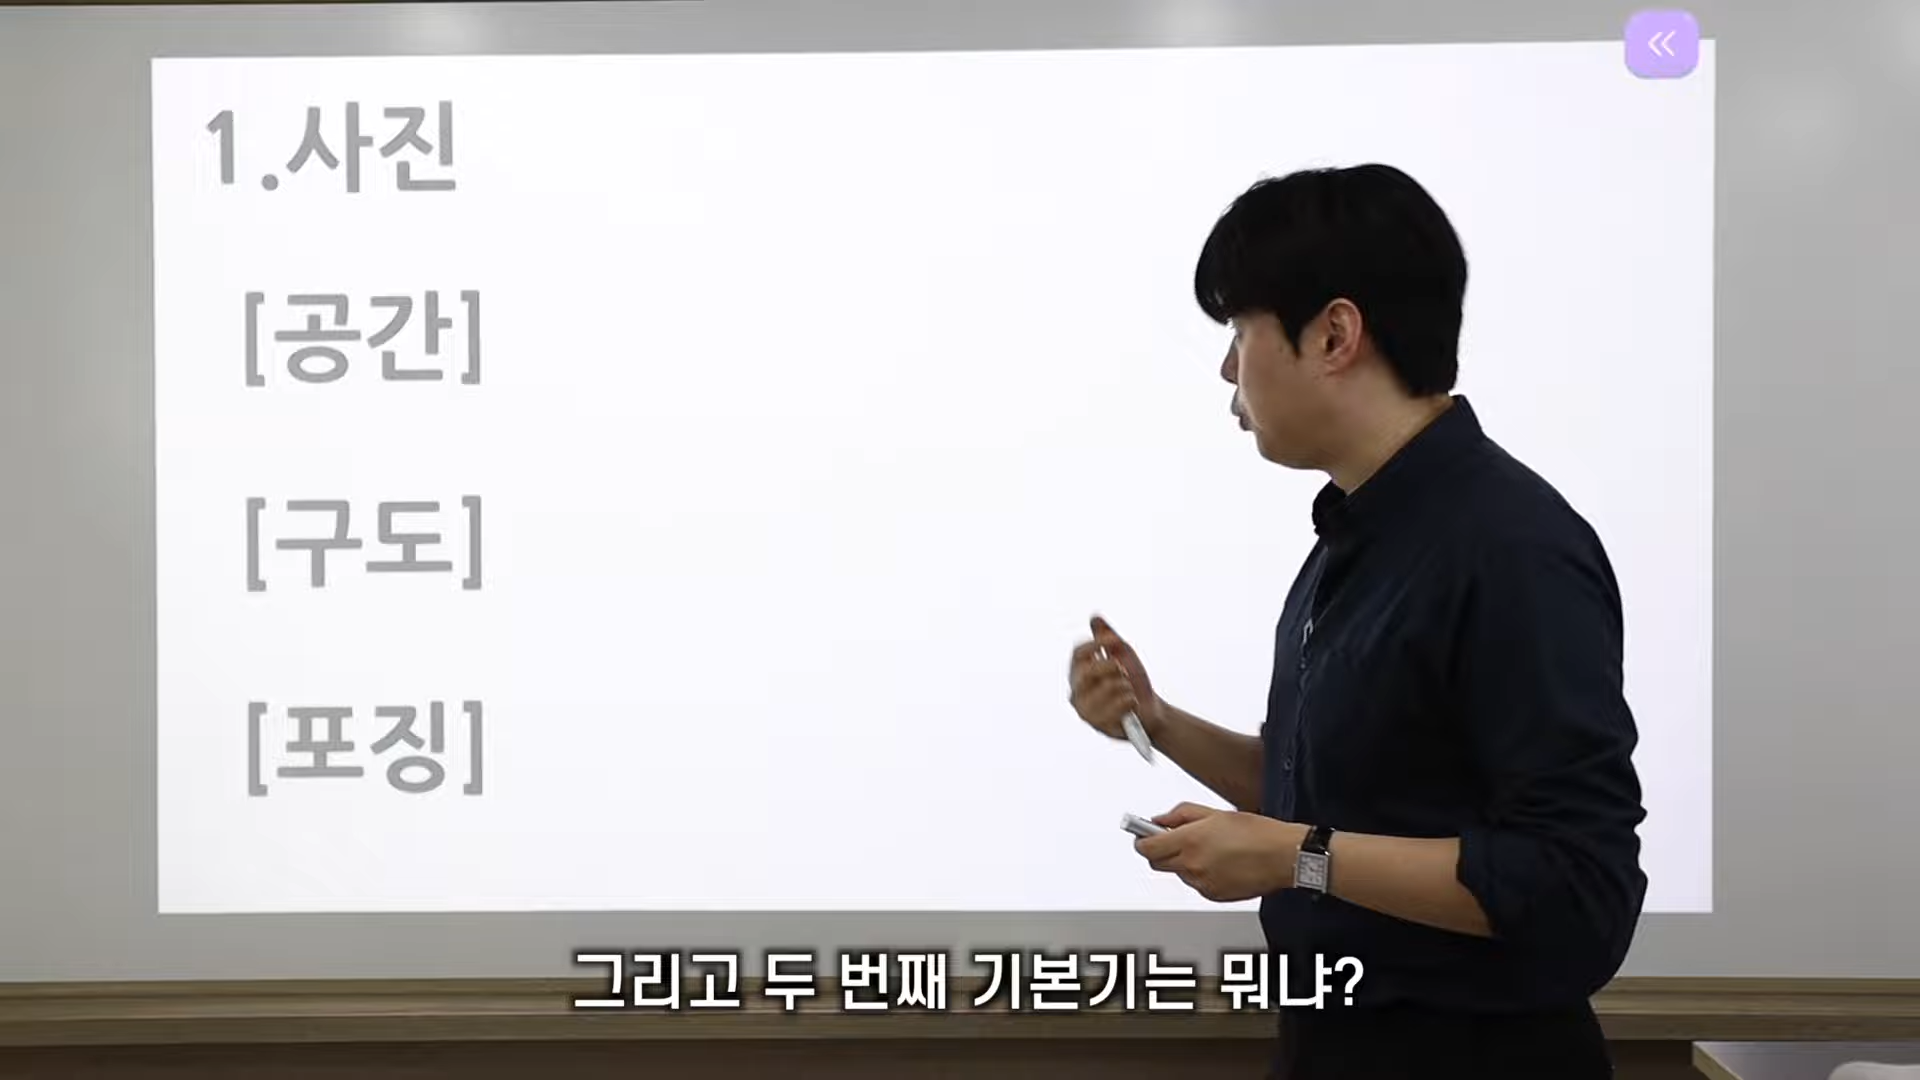 1.사진
[공간]
[구도]
[포징]
그리고 두 번째 기본기는 뭐냐?